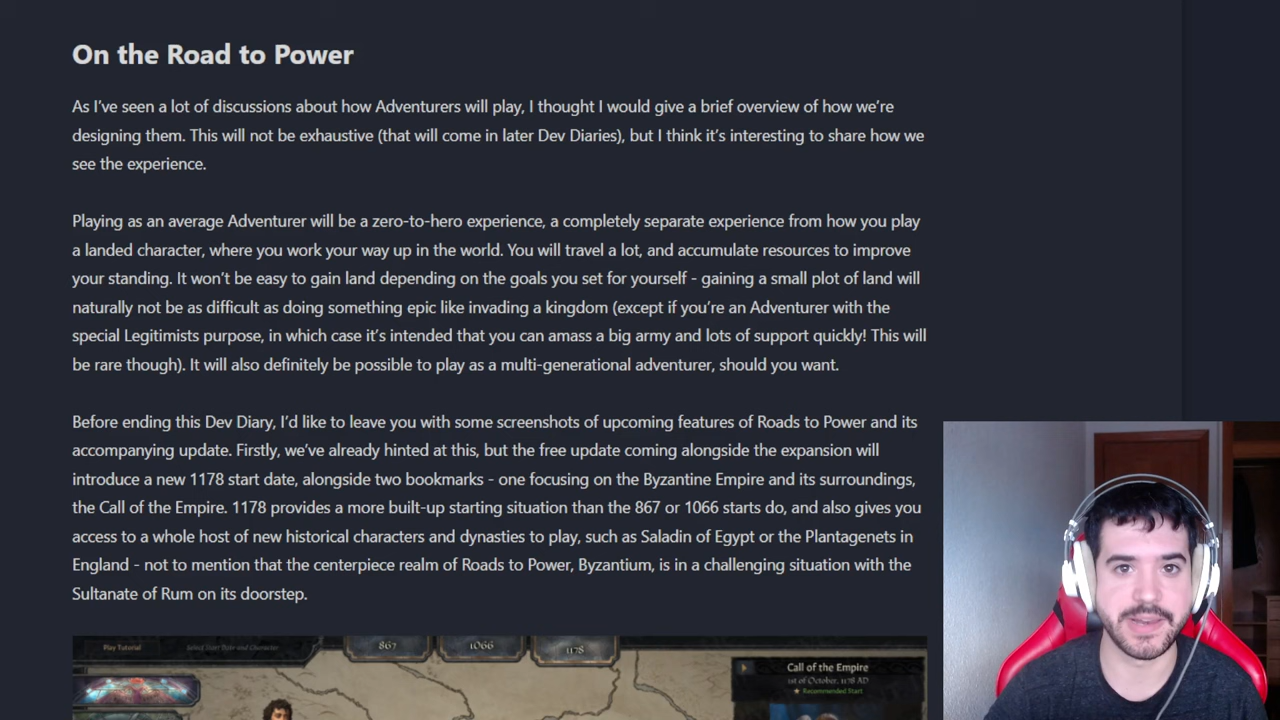 On the Road to Power
As I’ve seen a lot of discussions about how Adventurers will play, I thought I would give a brief overview of how we’re
designing them. This will not be exhaustive (that will come in later Dev Diaries), but I think it’s interesting to share how we
see the experience.
Playing as an average Adventurer will be a zero-to-hero experience, a completely separate experience from how you play
a landed character, where you work your way up in the world. You will travel a lot, and accumulate resources to improve
your standing. It won’t be easy to gain land depending on the goals you set for yourself - gaining a small plot of land will
naturally not be as difficult as doing something epic like invading a kingdom (except if you’re an Adventurer with the
special Legitimists purpose, in which case it’s intended that you can amass a big army and lots of support quickly! This will
be rare though). It will also definitely be possible to play as a multi-generational adventurer, should you want.
Before ending this Dev Diary, I’d like to leave you with some screenshots of upcoming features of Roads to Power and its
accompanying update. Firstly, we’ve already hinted at this, but the free update coming alongside the expansion will
introduce a new 1178 start date, alongside two bookmarks - one focusing on the Byzantine Empire and its surroundings,
the Call of the Empire. 1178 provides a more built-up starting situation than the 867 or 1066 starts do, and also gives you
access to a whole host of new historical characters and dynasties to play, such as Saladin of Egypt or the Plantagenets in
England - not to mention that the centerpiece realm of Roads to Power, Byzantium, is in a challenging situation with the
Sultanate of Rum on its doorstep.
Play Tutorial Select Start Date and Character 867 1066 1178
Call of the Empire
1st of October, 1178 AD
Recommended Start